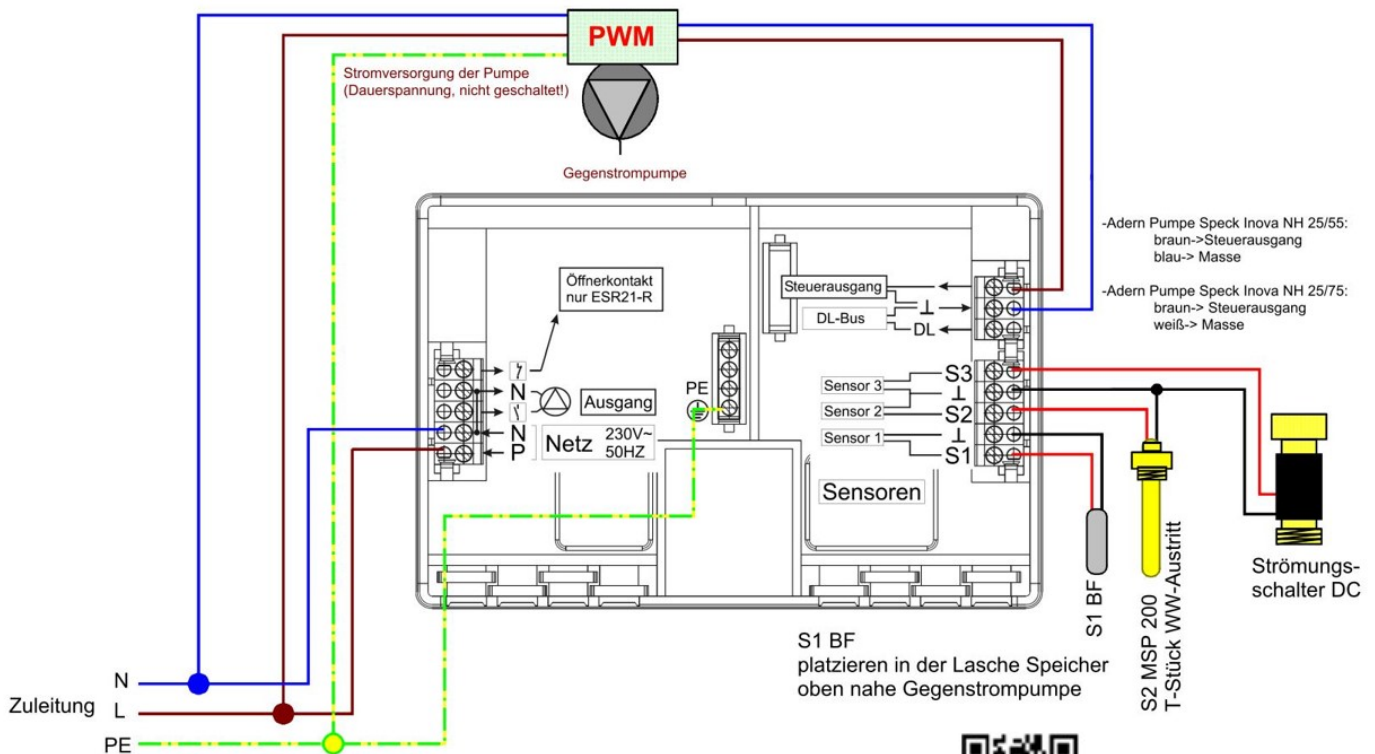 PWM
Stromversorgung der Pumpe
(Dauerspannung, nicht geschaltet!)
Gegenstrompumpe
-Adern Pumpe Speck Inova NH 25/55:
braun->Steuerausgang
blau-> Masse
-Adern Pumpe Speck Inova NH 25/75:
braun-> Steuerausgang
weiß-> Masse
Öffnerkontakt
nur ESR21-R
Steuerausgang
DL-Bus
DL
N
Ausgang
PE
N
Netz 230V~
P 50HZ
Sensor 3
S3
Sensor 2
S2
Sensor 1
S1
Sensoren
Strömungs-
schalter DC
S1 BF
S2 MSP 200
T-Stück WW-Austritt
S1 BF
platzieren in der Lasche Speicher
oben nahe Gegenstrompumpe
Zuleitung
N
L
PE